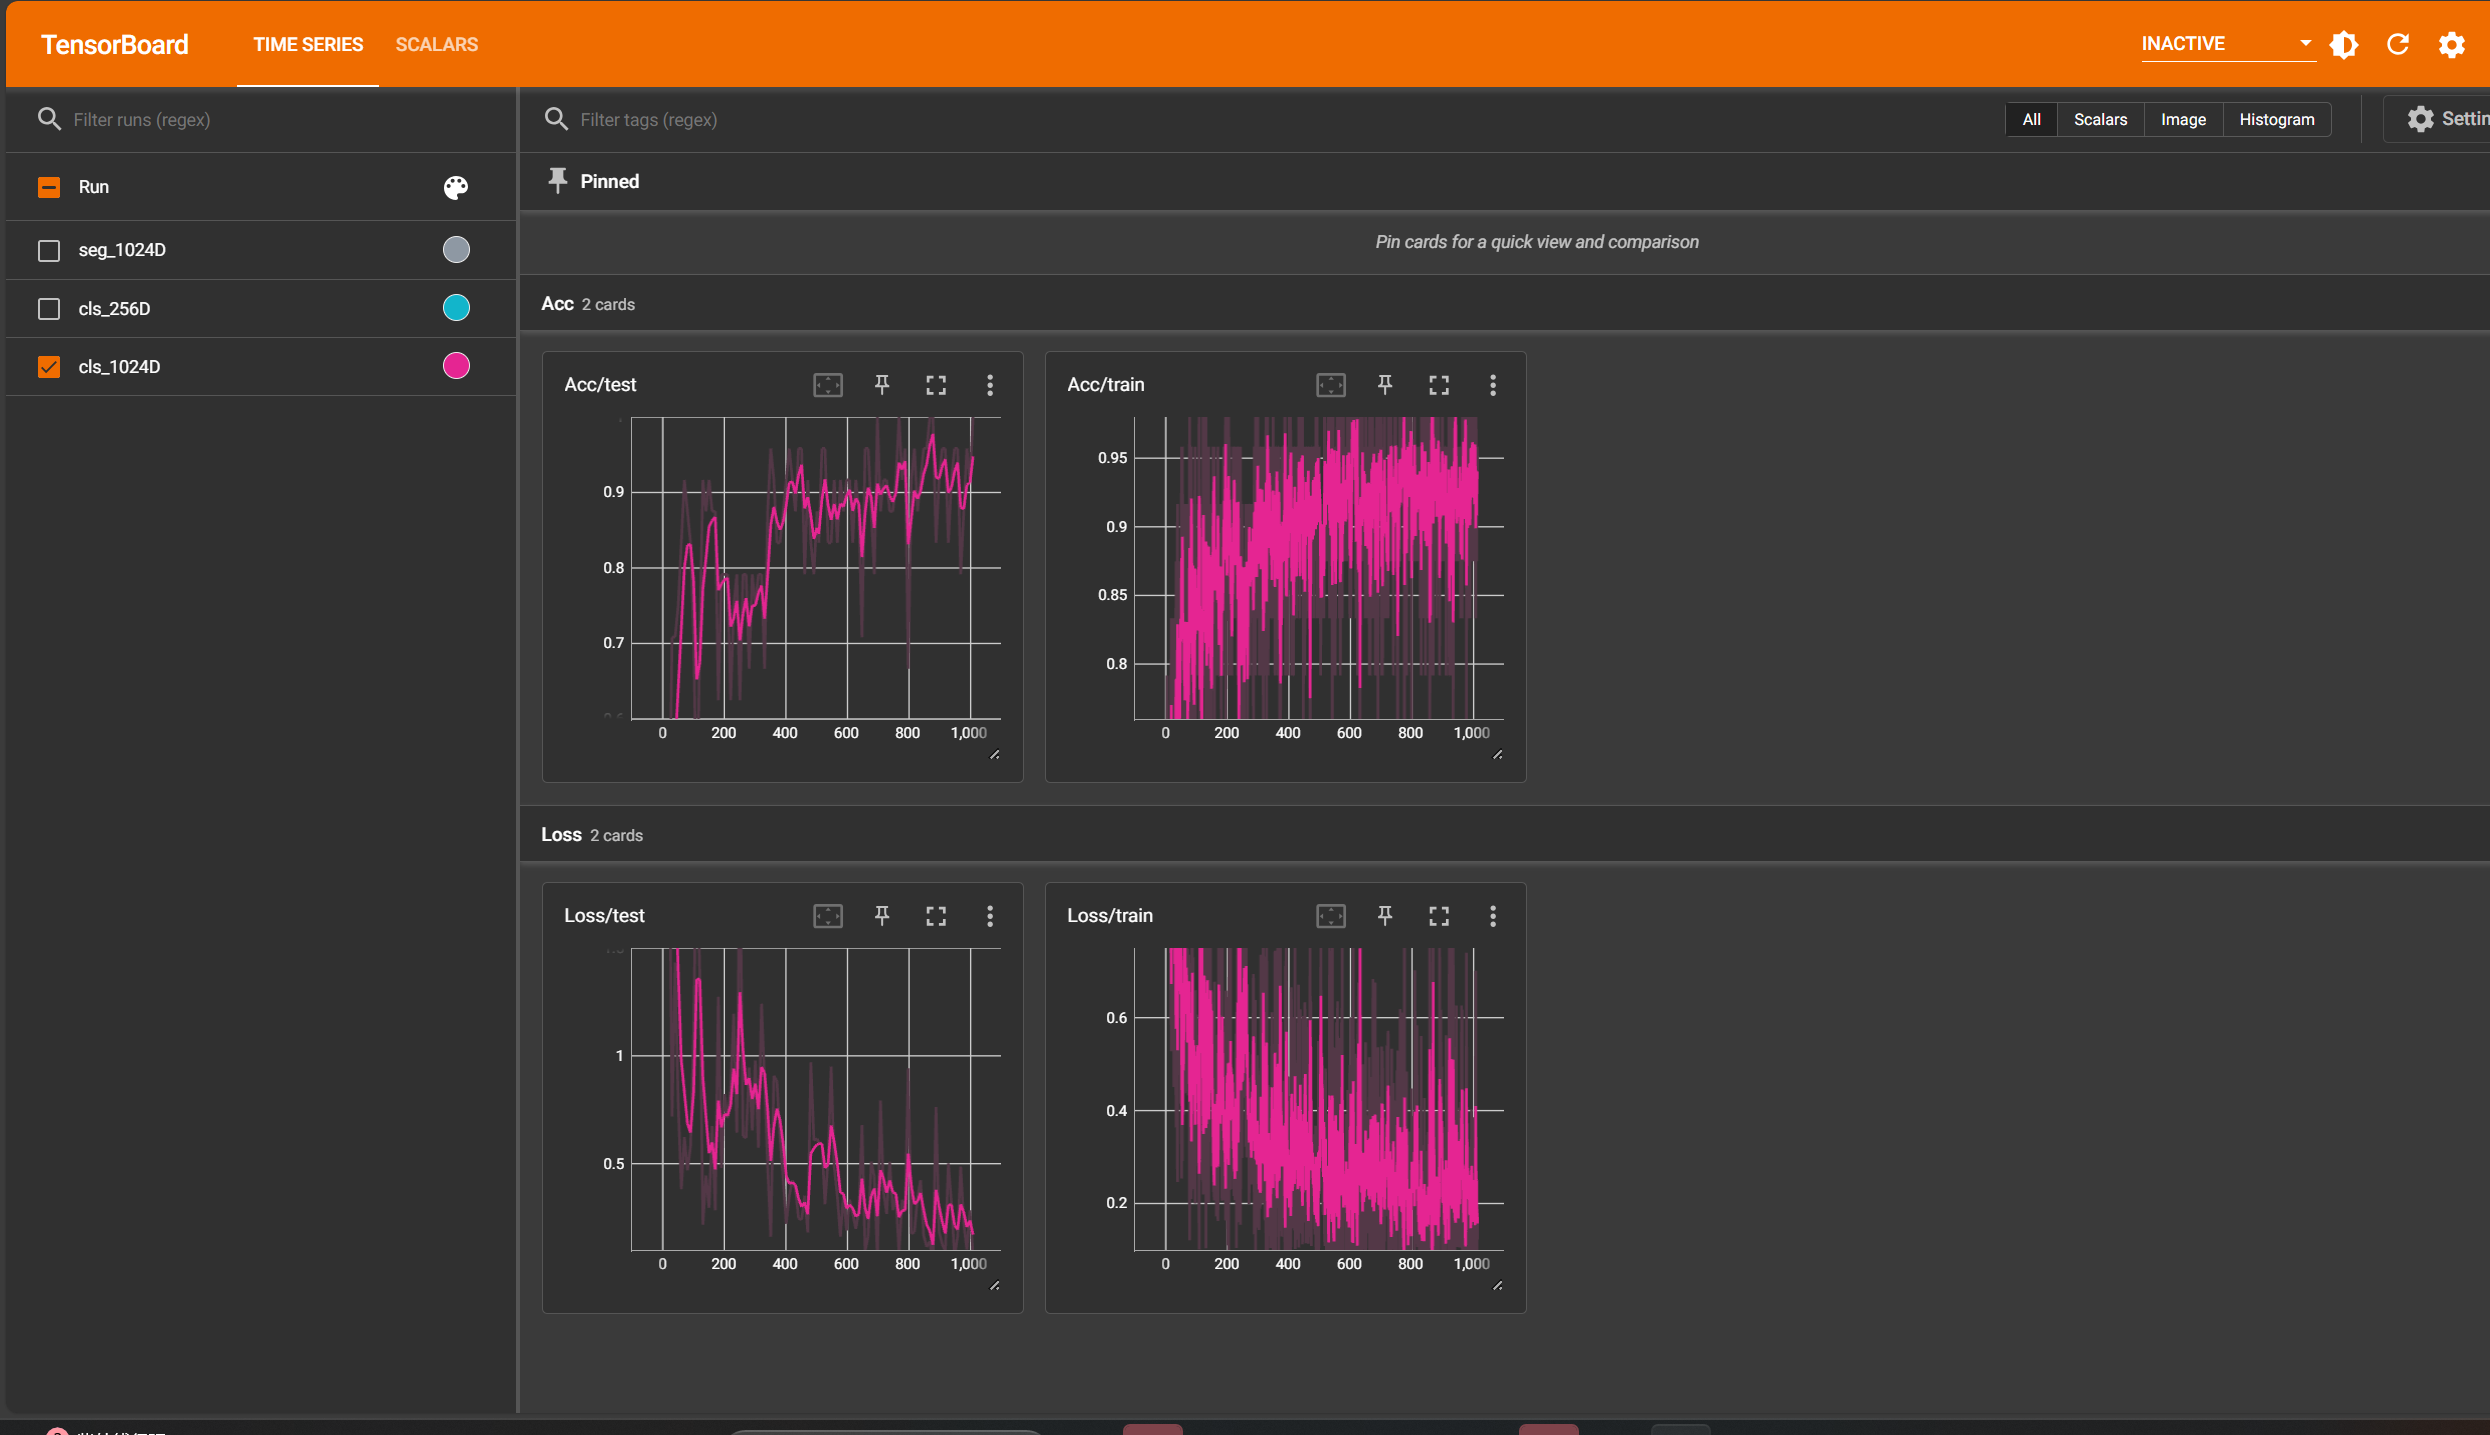 TensorBoard TIME SERIES SCALARS INACTIVE
Filter runs (regex)
Run
seg_1024D
cls_256D
cls_1024D
Filter tags (regex) All Scalars Image Histogram
Pinned
Pin cards for a quick view and comparison
Acc 2 cards
Acc/test
0.9
0.8
0.7
0 200 400 600 800 1,000
Acc/train
0.95
0.9
0.85
0.8
0 200 400 600 800 1,000
Loss 2 cards
Loss/test
1
0.5
0 200 400 600 800 1,000
Loss/train
0.6
0.4
0.2
0 200 400 600 800 1,000